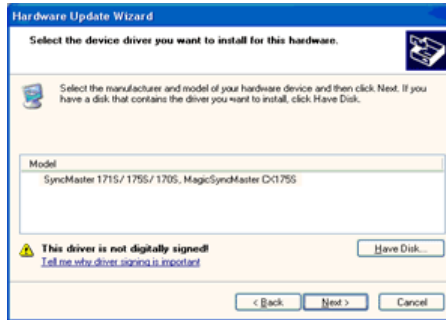 Hardware Update Wizard
Select the device driver you want to install for this hardware.
Select the manufacturer and model of your hardware device and then click Next. If you
have a disk that contains the driver you want to install, click Have Disk.
Model
SyncMaster 171S/ 175S/ 170S, MagicSyncMaster CX175S
This driver is not digitally signed!
Have Disk...
Tell me why driver signing is important
< Back
Next >
Cancel